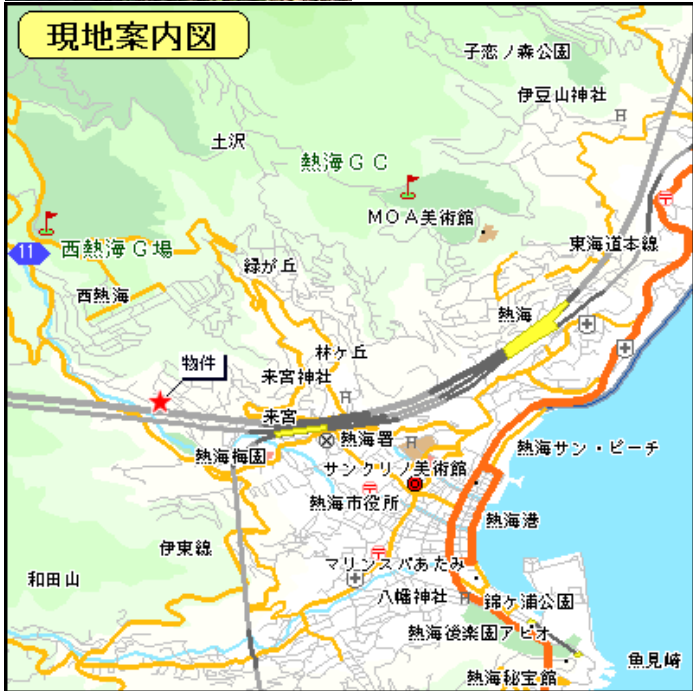 現地案内図
子恋ノ森公園
伊豆山神社
土沢
熱海GC
MOA美術館
東海道本線
11
西熱海G場
緑が丘
西熱海
熱海
林ヶ丘
物件
来宮神社
来宮
熱海署
熱海サン・ビーチ
熱海梅園
サンクリノ美術館
熱海市役所
熱海港
伊東線
マリンスパあたみ
和田山
八幡神社
錦ヶ浦公園
熱海後楽園アピオ
魚見崎
熱海秘宝館